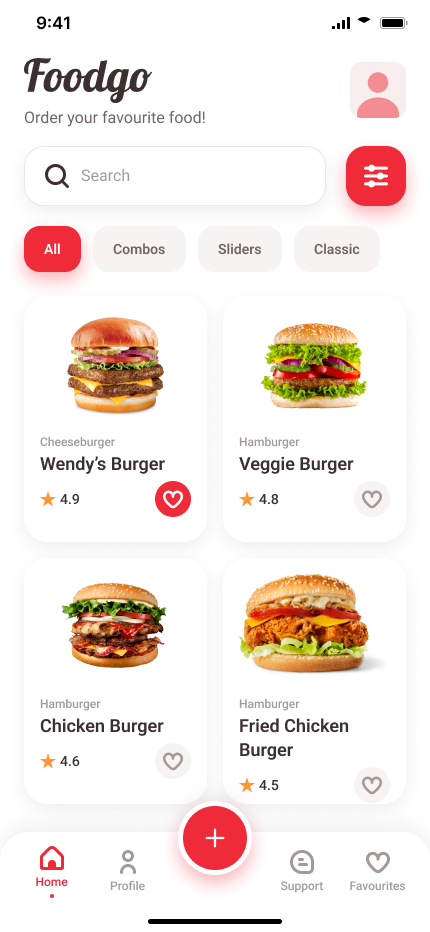 9:41
Foodgo
Order your favourite food!
Search
All
Combos
Sliders
Classic
Cheeseburger
Wendy’s Burger
4.9
Hamburger
Veggie Burger
4.8
Hamburger
Chicken Burger
4.6
Hamburger
Fried Chicken
Burger
4.5
Home
Profile
Support
Favourites